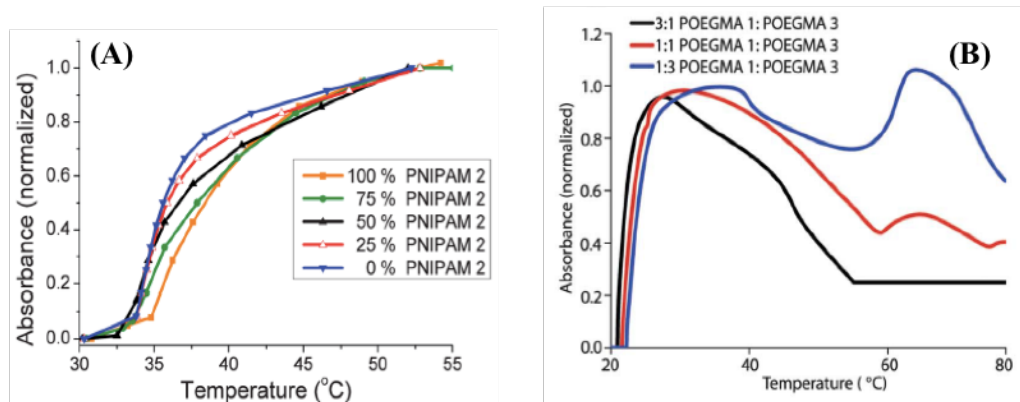 (A)
Absorbance (normalized)
1.0
0.8
0.6
0.4
0.2
0.0
100 % PNIPAM 2
75 % PNIPAM 2
50 % PNIPAM 2
25 % PNIPAM 2
0 % PNIPAM 2
30 35 40 45 50 55
Temperature (°C)
(B)
3:1 POEGMA 1: POEGMA 3
1:1 POEGMA 1: POEGMA 3
1:3 POEGMA 1: POEGMA 3
Absorbance (normalized)
1.2
1.0
0.8
0.6
0.4
1.2
0.0
20 40 60 80
Temperature ( °C)